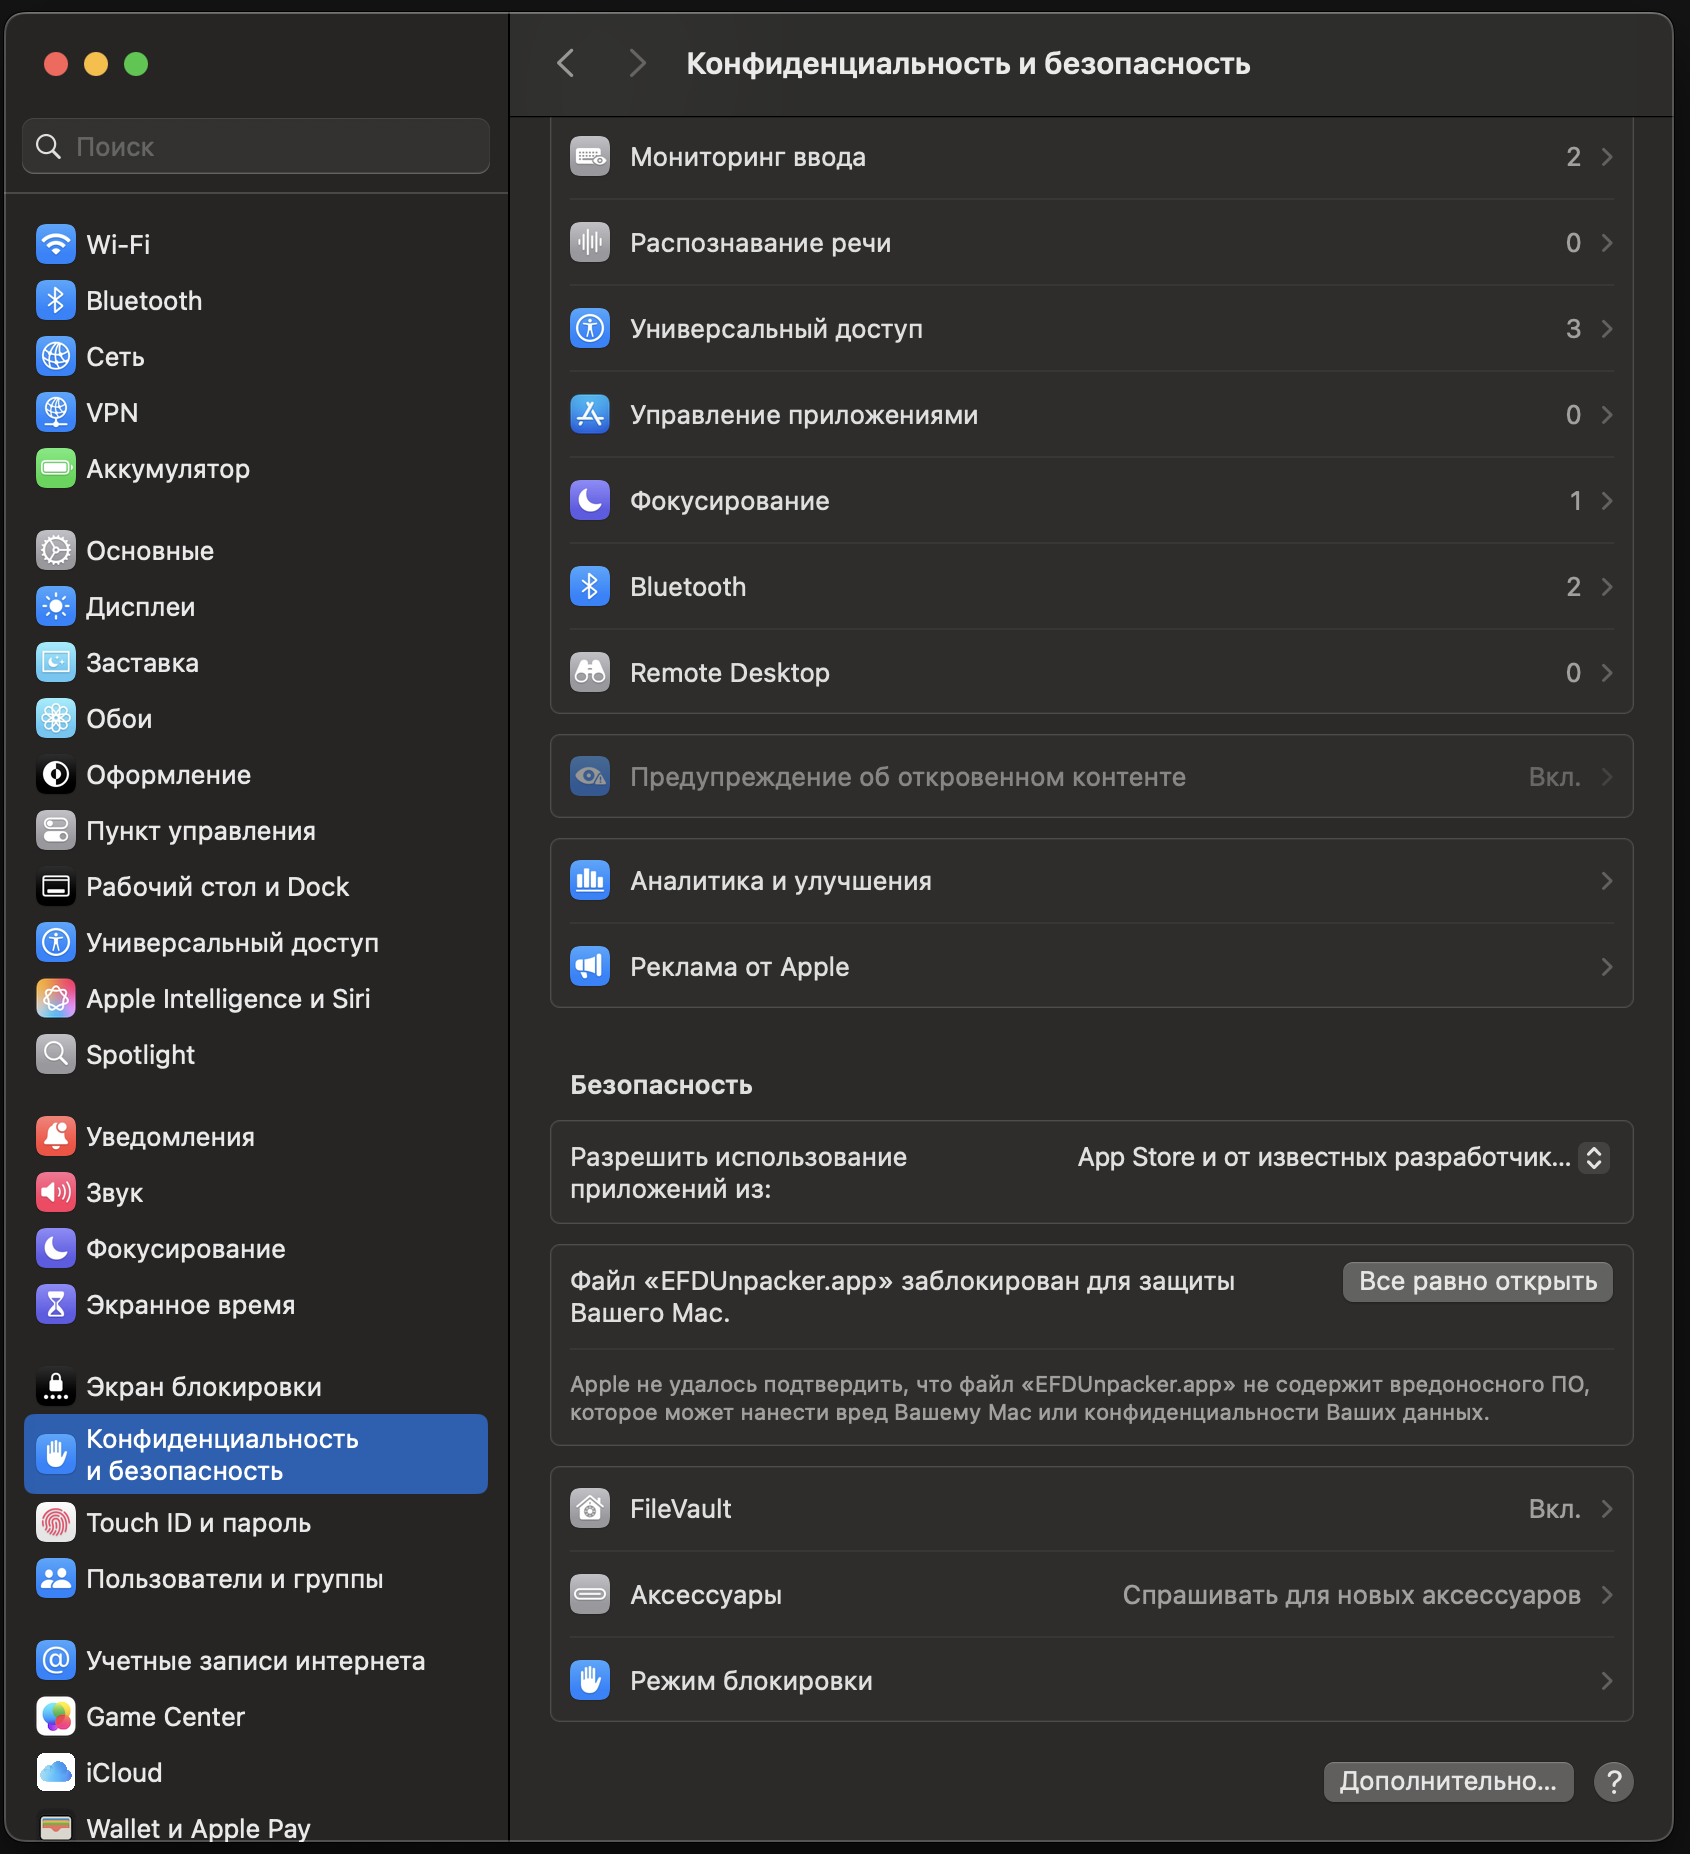 Поиск
Wi-Fi
Bluetooth
Сеть
VPN
Аккумулятор
Основные
Дисплеи
Заставка
Обои
Оформление
Пункт управления
Рабочий стол и Dock
Универсальный доступ
Apple Intelligence и Siri
Spotlight
Уведомления
Звук
Фокусирование
Экранное время
Экран блокировки
Конфиденциальность
и безопасность
Touch ID и пароль
Пользователи и группы
Учетные записи интернета
Game Center
iCloud
Wallet и Apple Pay
Конфиденциальность и безопасность
Мониторинг ввода 2
Распознавание речи 0
Универсальный доступ 3
Управление приложениями 0
Фокусирование 1
Bluetooth 2
Remote Desktop 0
Предупреждение об откровенном контенте Вкл.
Аналитика и улучшения
Реклама от Apple
Безопасность
Разрешить использование
приложений из:
App Store и от известных разработчик...
Файл «EFDUnpacker.app» заблокирован для защиты
Вашего Mac.
Все равно открыть
Apple не удалось подтвердить, что файл «EFDUnpacker.app» не содержит вредоносного ПО,
которое может нанести вред Вашему Mac или конфиденциальности Ваших данных.
FileVault Вкл.
Аксессуары Спрашивать для новых аксессуаров
Режим блокировки
Дополнительно... ?